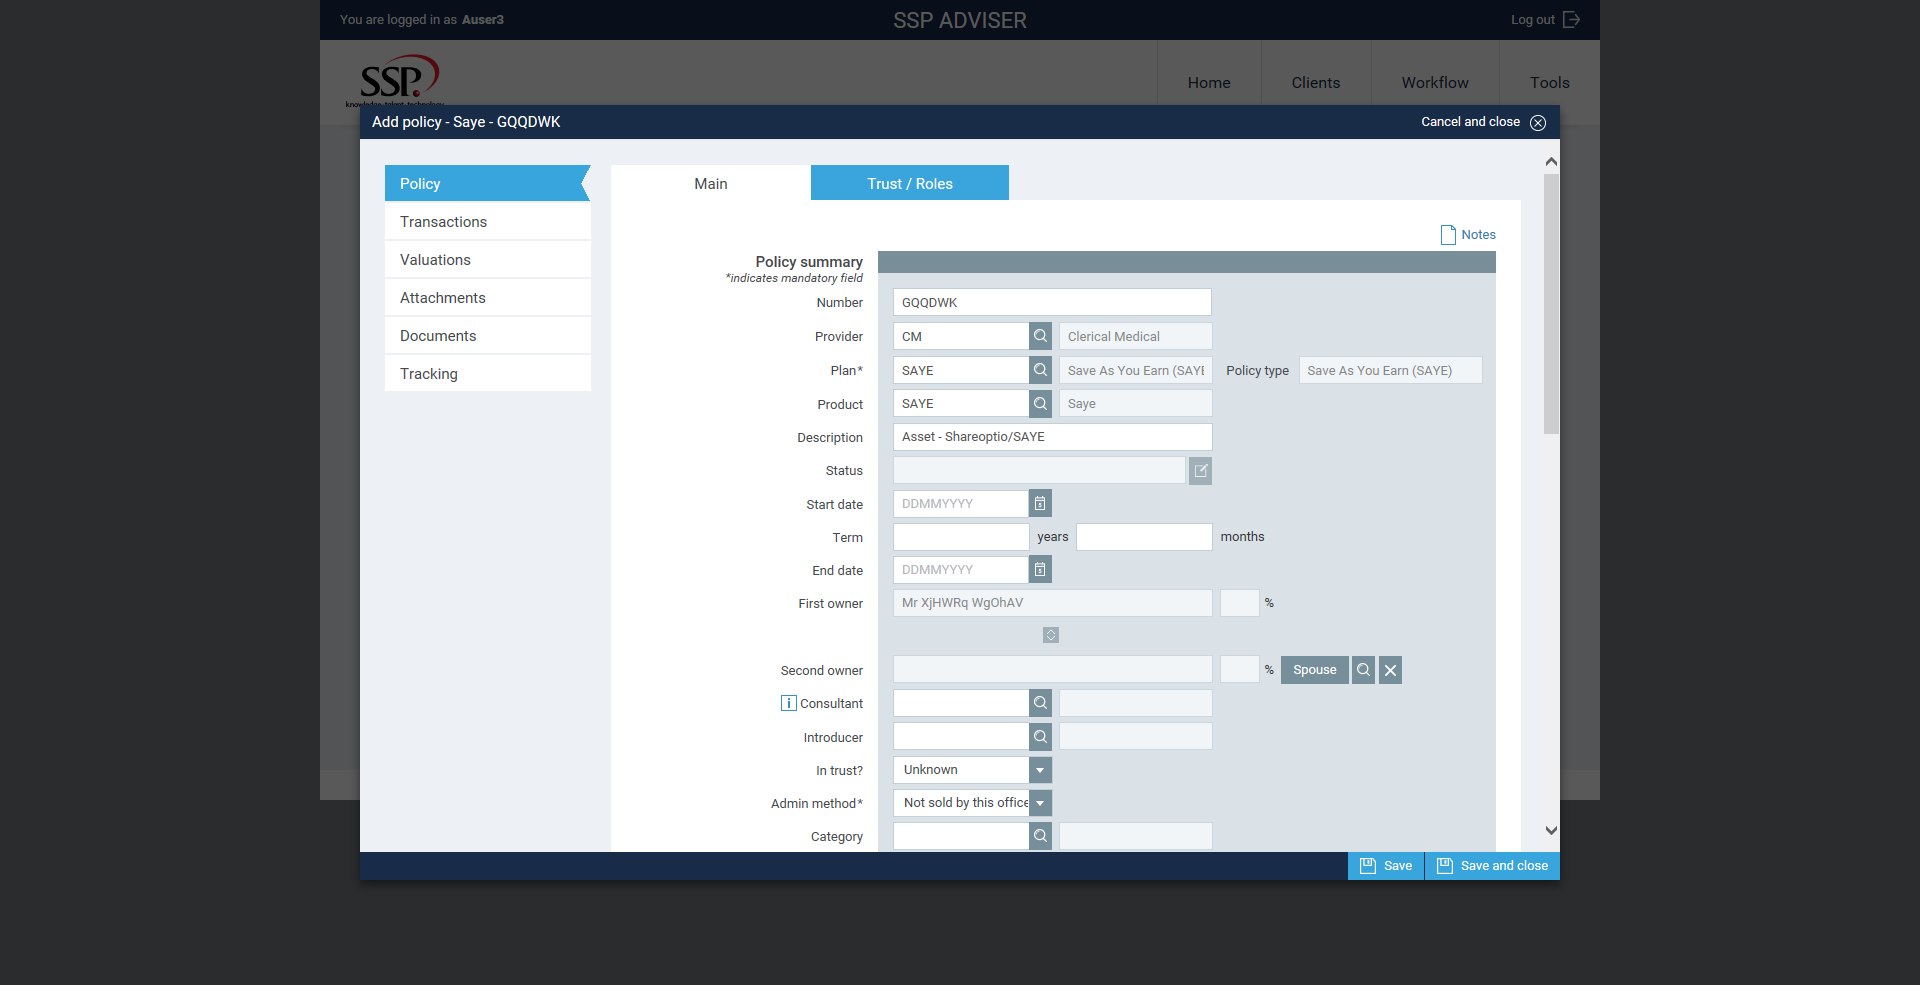 You are logged in as Auser3
SSP ADVISER
Log out
SSP
knowledge-talent-technology
Home
Clients
Workflow
Tools
Add policy - Saye - GQQDWK
Cancel and close
Policy
Transactions
Valuations
Attachments
Documents
Tracking
Main
Trust / Roles
Notes
Policy summary
*indicates mandatory field
Number GQQDWK
Provider CM Clerical Medical
Plan* SAYE Save As You Earn (SAYE Policy type Save As You Earn (SAYE)
Product SAYE Saye
Description Asset - Shareoptio/SAYE
Status
Start date DDMMYYYY
Term years months
End date DDMMYYYY
First owner Mr XjHWRq WgOhAV %
Second owner % Spouse
i Consultant
Introducer
In trust? Unknown
Admin method* Not sold by this office
Category
Save
Save and close